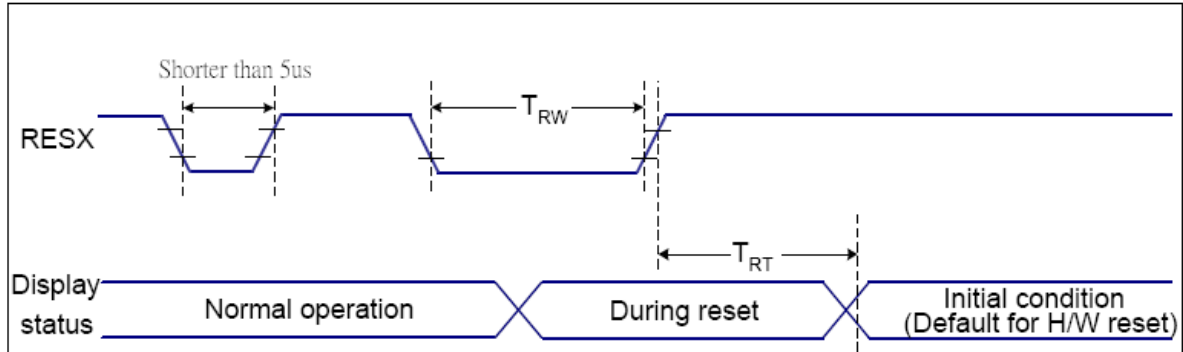 Shorter than 5us
RESX
TRW
TRT
Display
status
Normal operation
During reset
Initial condition
(Default for H/W reset)